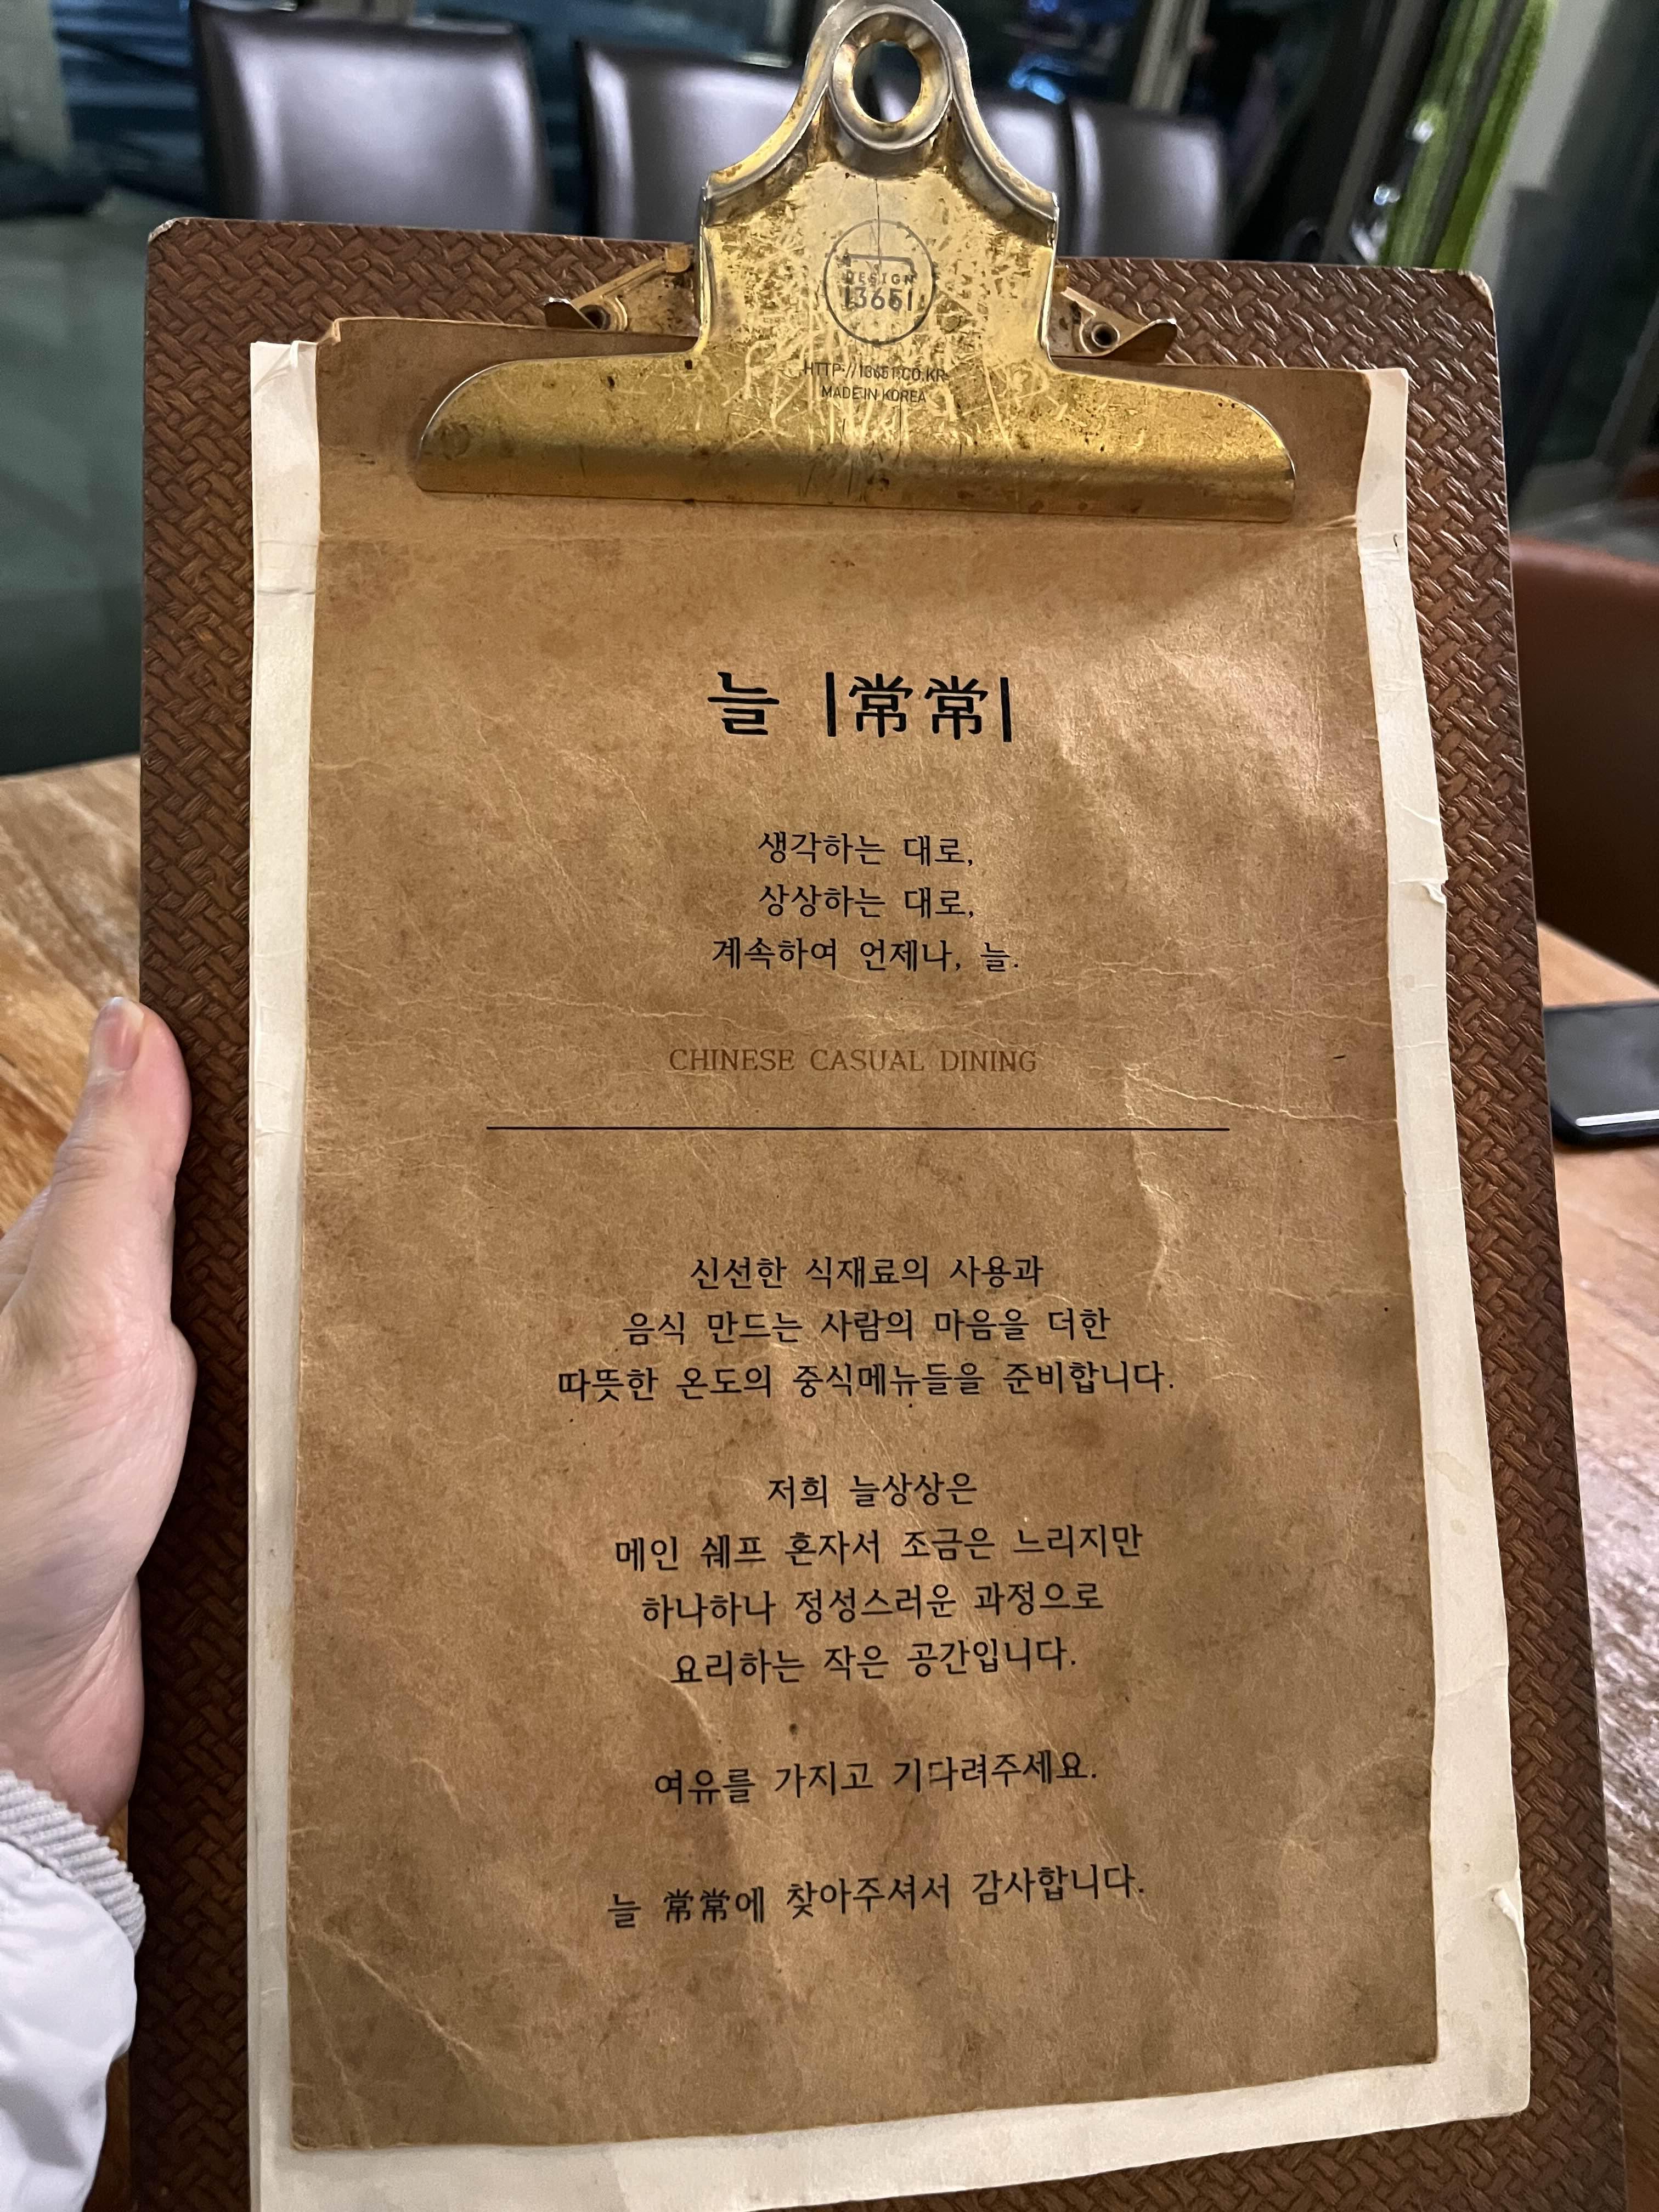 DESIGN
13651
HTTP://13651.CO.KR
MADE IN KOREA
늘 |常常|
생각하는 대로,
상상하는 대로,
계속하여 언제나, 늘.
CHINESE CASUAL DINING
신선한 식재료의 사용과
음식 만드는 사람의 마음을 더한
따뜻한 온도의 중식메뉴들을 준비합니다.
저희 늘상상은
메인 쉐프 혼자서 조금은 느리지만
하나하나 정성스러운 과정으로
요리하는 작은 공간입니다.
여유를 가지고 기다려주세요.
늘 常常에 찾아주셔서 감사합니다.